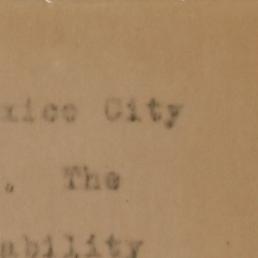 xico City
. The
ability